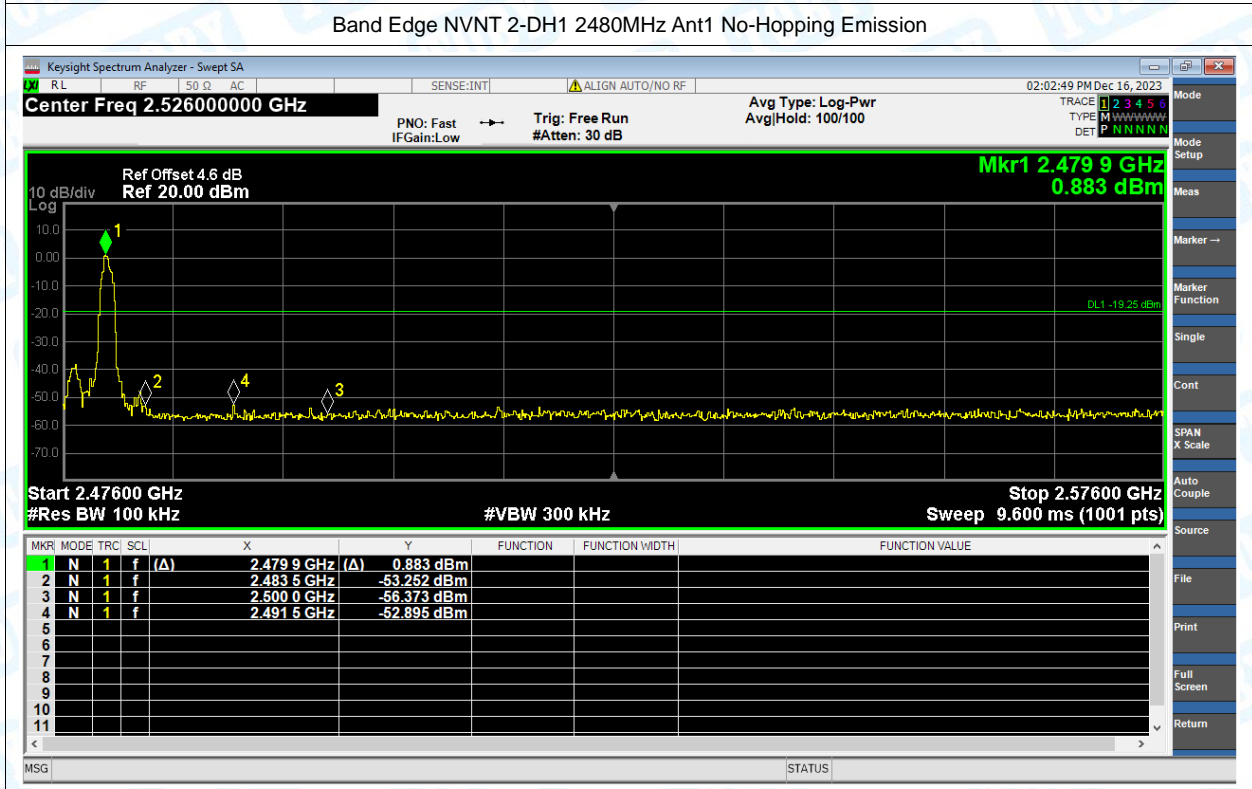 Band Edge NVNT 2-DH1 2480MHz Ant1 No-Hopping Emission
Keysight Spectrum Analyzer - Swept SA
LXI RL RF 50 Ω AC SENSE:INT ALIGN AUTO/NO RF 02:02:49 PM Dec 16, 2023
Center Freq 2.526000000 GHz
PNO: Fast
IFGain:Low
Trig: Free Run
#Atten: 30 dB
Avg Type: Log-Pwr
Avg|Hold: 100/100
TRACE 1 2 3 4 5 6
TYPE M WWWWW
DET P N N N N N
Mkr1 2.479 9 GHz
0.883 dBm
Ref Offset 4.6 dB
10 dB/div Ref 20.00 dBm
Log
10.0
0.00
-10.0
-20.0
-30.0
-40.0
-50.0
-60.0
-70.0
1
2
4
3
DL1 -19.25 dBm
Start 2.47600 GHz
Stop 2.57600 GHz
#Res BW 100 kHz
#VBW 300 kHz
Sweep 9.600 ms (1001 pts)
MKR MODE TRC SCL X Y FUNCTION FUNCTION WIDTH FUNCTION VALUE
1 N 1 f (Δ) 2.479 9 GHz (Δ) 0.883 dBm
2 N 1 f 2.483 5 GHz -53.252 dBm
3 N 1 f 2.500 0 GHz -56.373 dBm
4 N 1 f 2.491 5 GHz -52.895 dBm
5
6
7
8
9
10
11
MSG
STATUS
Mode
Mode
Setup
Meas
Marker →
Marker
Function
Single
Cont
SPAN
X Scale
Auto
Couple
Source
File
Print
Full
Screen
Return